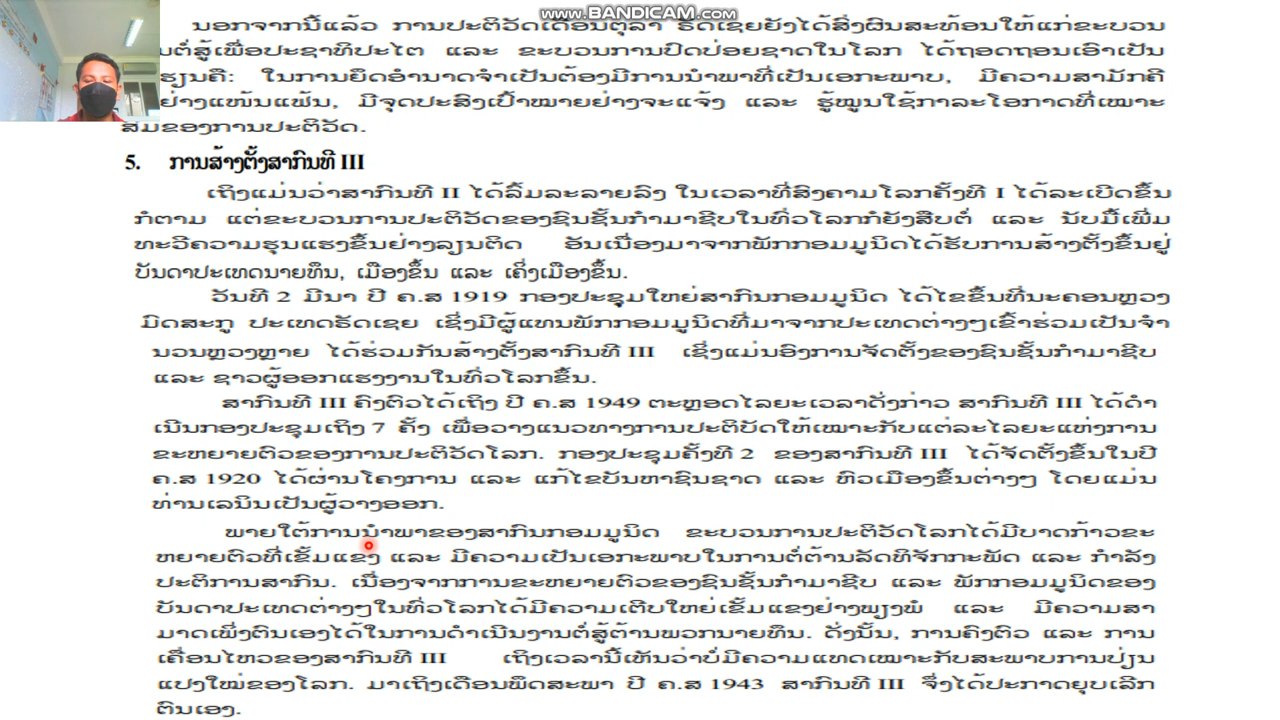 www.BANDICAM.com
ນອກຈາກນີ້ແລ້ວ ການປະຕິວັດເດືອນຕຸລາ ຣັດເຊຍຍັງໄດ້ສົ່ງຜົນສະທ້ອນໃຫ້ແກ່ຂະບວນ
ຕໍ່ສູ້ເພື່ອປະຊາທິປະໄຕ ແລະ ຂະບວນການປົດປ່ອຍຊາດໃນໂລກ ໄດ້ຖອດຖອນເອົາເປັນ
ຮຽນຄື: ໃນການຍຶດອຳນາດຈຳເປັນຕ້ອງມີການນຳພາທີ່ເປັນເອກະພາບ, ມີຄວາມສາມັກຄີ
ຢ່າງແໜ້ນແຟ້ນ, ມີຈຸດປະສົງເປົ້າໝາຍຢ່າງຈະແຈ້ງ ແລະ ຮູ້ໝູນໃຊ້ກາລະໂອກາດທີ່ເໝາະ
ສົມຂອງການປະຕິວັດ.
5. ການສ້າງຕັ້ງສາກົນທີ III
ເຖິງແມ່ນວ່າສາກົນທີ II ໄດ້ລົ້ມລະລາຍລົງ ໃນເວລາທີ່ສົງຄາມໂລກຄັ້ງທີ I ໄດ້ລະເບີດຂຶ້ນ
ກໍຕາມ ແຕ່ຂະບວນການປະຕິວັດຂອງຊົນຊັ້ນກຳມາຊີບໃນທົ່ວໂລກກໍຍັງສືບຕໍ່ ແລະ ນັບມື້ເພີ່ມ
ທະວີຄວາມຮຸນແຮງຂຶ້ນຢ່າງລຽນຕິດ ອັນເນື່ອງມາຈາກພັກກອມມູນິດໄດ້ຮັບການສ້າງຕັ້ງຂຶ້ນຢູ່
ບັນດາປະເທດນາຍທຶນ, ເມືອງຂຶ້ນ ແລະ ເຄິ່ງເມືອງຂຶ້ນ.
ວັນທີ 2 ມີນາ ປີ ຄ.ສ 1919 ກອງປະຊຸມໃຫຍ່ສາກົນກອມມູນິດ ໄດ້ໄຂຂຶ້ນທີ່ນະຄອນຫຼວງ
ມົດສະກູ ປະເທດຣັດເຊຍ ເຊິ່ງມີຜູ້ແທນພັກກອມມູນິດທີ່ມາຈາກປະເທດຕ່າງໆເຂົ້າຮ່ວມເປັນຈຳ
ນວນຫຼວງຫຼາຍ ໄດ້ຮ່ວມກັນສ້າງຕັ້ງສາກົນທີ III ເຊິ່ງແມ່ນອົງການຈັດຕັ້ງຂອງຊົນຊັ້ນກຳມາຊີບ
ແລະ ຊາວຜູ້ອອກແຮງງານໃນທົ່ວໂລກຂຶ້ນ.
ສາກົນທີ III ຄົງຕົວໄດ້ເຖິງ ປີ ຄ.ສ 1949 ຕະຫຼອດໄລຍະເວລາດັ່ງກ່າວ ສາກົນທີ III ໄດ້ດຳ
ເນີນກອງປະຊຸມເຖິງ 7 ຄັ້ງ ເພື່ອວາງແນວທາງການປະຕິບັດໃຫ້ເໝາະກັບແຕ່ລະໄລຍະແຫ່ງການ
ຂະຫຍາຍຕົວຂອງການປະຕິວັດໂລກ. ກອງປະຊຸມຄັ້ງທີ 2 ຂອງສາກົນທີ III ໄດ້ຈັດຕັ້ງຂຶ້ນໃນປີ
ຄ.ສ 1920 ໄດ້ຜ່ານໂຄງການ ແລະ ແກ້ໄຂບັນຫາຊົນຊາດ ແລະ ຫົວເມືອງຂຶ້ນຕ່າງໆ ໂດຍແມ່ນ
ທ່ານເລນິນເປັນຜູ້ວາງອອກ.
ພາຍໃຕ້ການນຳພາຂອງສາກົນກອມມູນິດ ຂະບວນການປະຕິວັດໂລກໄດ້ມີບາດກ້າວຂະ
ຫຍາຍຕົວທີ່ເຂັ້ມແຂງ ແລະ ມີຄວາມເປັນເອກະພາບໃນການຕໍ່ຕ້ານລັດທິຈັກກະພັດ ແລະ ກຳລັງ
ປະຕິການສາກົນ. ເນື່ອງຈາກການຂະຫຍາຍຕົວຂອງຊົນຊັ້ນກຳມາຊີບ ແລະ ພັກກອມມູນິດຂອງ
ບັນດາປະເທດຕ່າງໆໃນທົ່ວໂລກໄດ້ມີຄວາມເຕີບໃຫຍ່ເຂັ້ມແຂງຢ່າງພຽງພໍ ແລະ ມີຄວາມສາ
ມາດເພິ່ງຕົນເອງໄດ້ໃນການດຳເນີນງານຕໍ່ສູ້ຕ້ານພວກນາຍທຶນ. ດັ່ງນັ້ນ, ການຄົງຕົວ ແລະ ການ
ເຄື່ອນໄຫວຂອງສາກົນທີ III ເຖິງເວລານີ້ເຫັນວ່າບໍ່ມີຄວາມແທດເໝາະກັບສະພາບການປ່ຽນ
ແປງໃໝ່ຂອງໂລກ. ມາເຖິງເດືອນພຶດສະພາ ປີ ຄ.ສ 1943 ສາກົນທີ III ຈຶ່ງໄດ້ປະກາດຍຸບເລີກ
ຕົນເອງ.